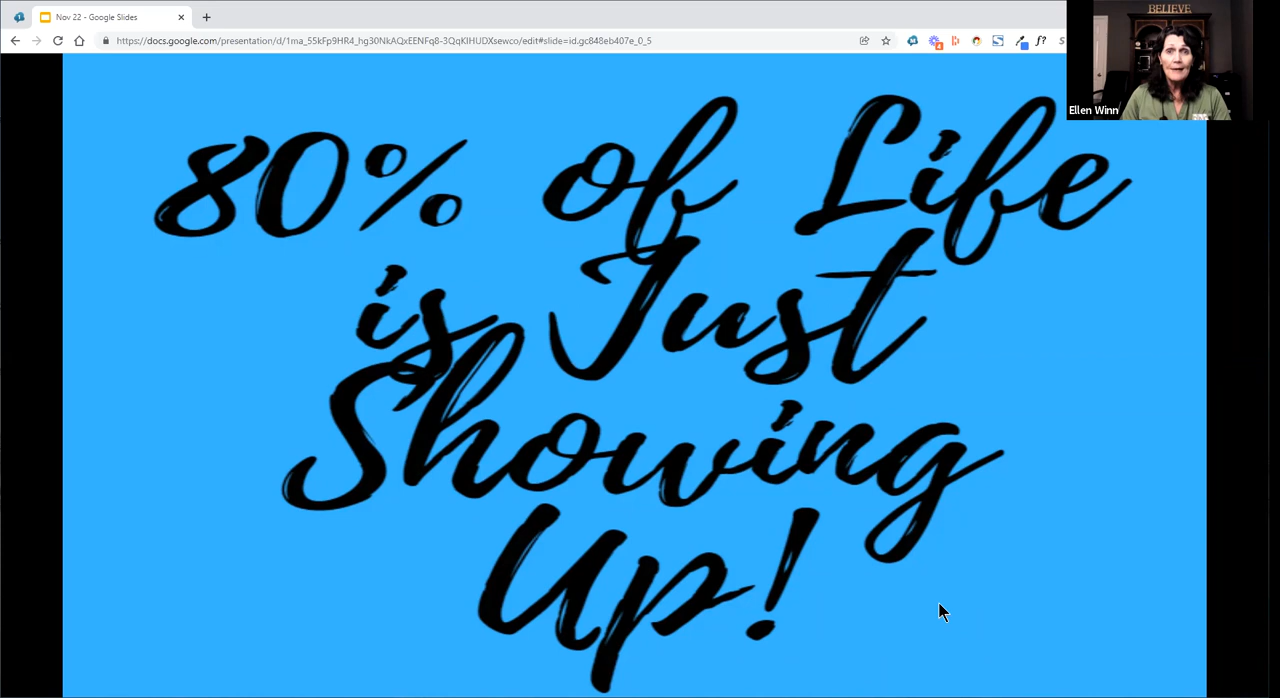 Nov 22 - Google Slides
https://docs.google.com/presentation/d/1ma_55kFp9HR4_hg30NkAQxEENFq8-3QqKIHUDXsewco/edit#slide=id.gc848eb407e_0_5
4
f?
S
BELIEVE
Ellen Winn
80% of Life
is Just
Showing
Up!